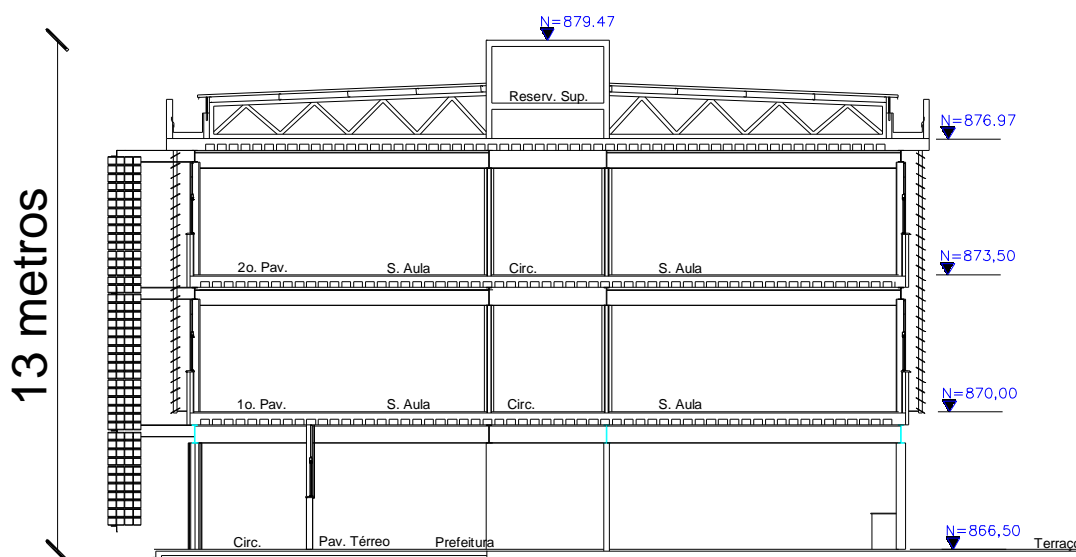 N=879.47
Reserv. Sup.
N=876.97
13 metros
2o. Pav.
S. Aula
Circ.
S. Aula
N=873,50
1o. Pav.
S. Aula
Circ.
S. Aula
N=870,00
Circ.
Pav. Térreo
Prefeitura
N=866,50
Terraço